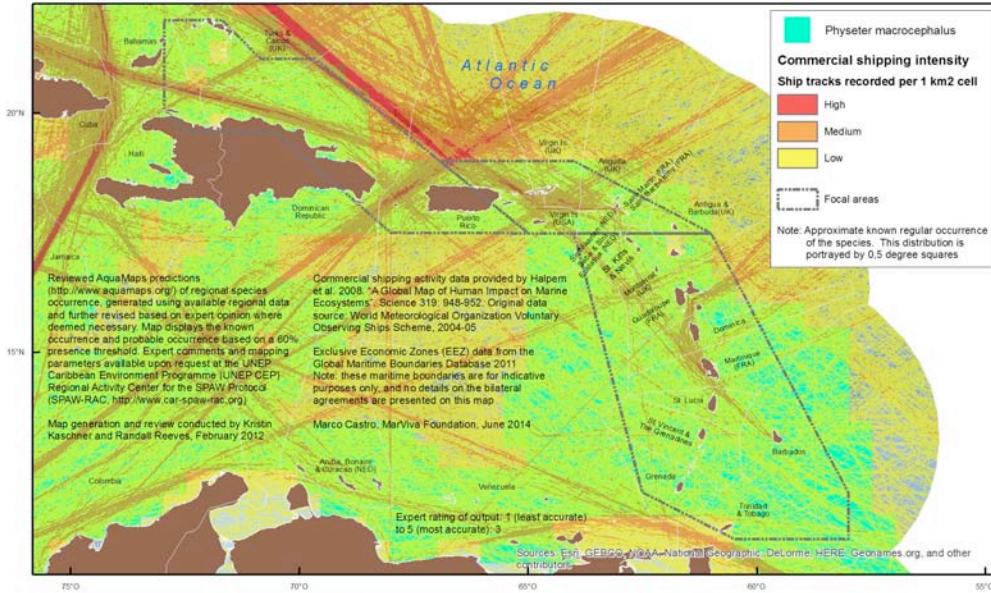 Physeter macrocephalus
Commercial shipping intensity
Ship tracks recorded per 1 km2 cell
High
Medium
Low
Focal areas
Note: Approximate known regular occurrence
of the species. This distribution is
portrayed by 0,5 degree squares
Atlantic
Ocean
Bahamas
Turks &
Caicos
(UK)
20°O
Cuba
Haiti
Dominican
Republic
Puerto
Rico
Virgin Is.
(UK)
Virgin Is.
(USA)
Anguilla
(UK)
Saint Martin (FRA)
Saint Barthelemy (FRA)
Antigua &
Barbuda(UK)
St. Kitts
& Nevis
Montserrat
(UK)
Guadeloupe
(FRA)
Dominica
Martinique
(FRA)
St. Lucia
St. Vincent &
The Grenadines
Barbados
Grenada
Trinidad
& Tobago
Jamaica
15°O
Aruba, Bonaire
& Curacao (NED)
Colombia
Venezuela
Reviewed AquaMaps predictions
(http://www.aquamaps.org/) of regional species
occurrence, generated using available regional data
and further revised based on expert opinion where
deemed necessary. Map displays the known
occurrence and probable occurrence based on a 60%
presence threshold. Expert comments and mapping
parameters available upon request at the UNEP
Caribbean Environment Programme (UNEP CEP)
Regional Activity Center for the SPAW Protocol
(SPAW-RAC, http://www.car-spaw-rac.org)
Map generation and review conducted by Kristin
Kaschner and Randall Reeves, February 2012
Commercial shipping activity data provided by Halpern
et al. 2008. "A Global Map of Human Impact on Marine
Ecosystems". Science 319: 948-952. Original data
source: World Meteorological Organization Voluntary
Observing Ships Scheme, 2004-05
Exclusive Economic Zones (EEZ) data from the
Global Maritime Boundaries Database 2011
Note: these maritime boundaries are for indicative
purposes only, and no details on the bilateral
agreements are presented on this map
Marco Castro, MarViva Foundation, June 2014
Expert rating of output: 1 (least accurate)
to 5 (most accurate): 3
Sources: Esri, GEBCO, NOAA, National Geographic, DeLorme, HERE, Geonames.org, and other
contributors
75°O
70°O
65°O
60°O
55°O